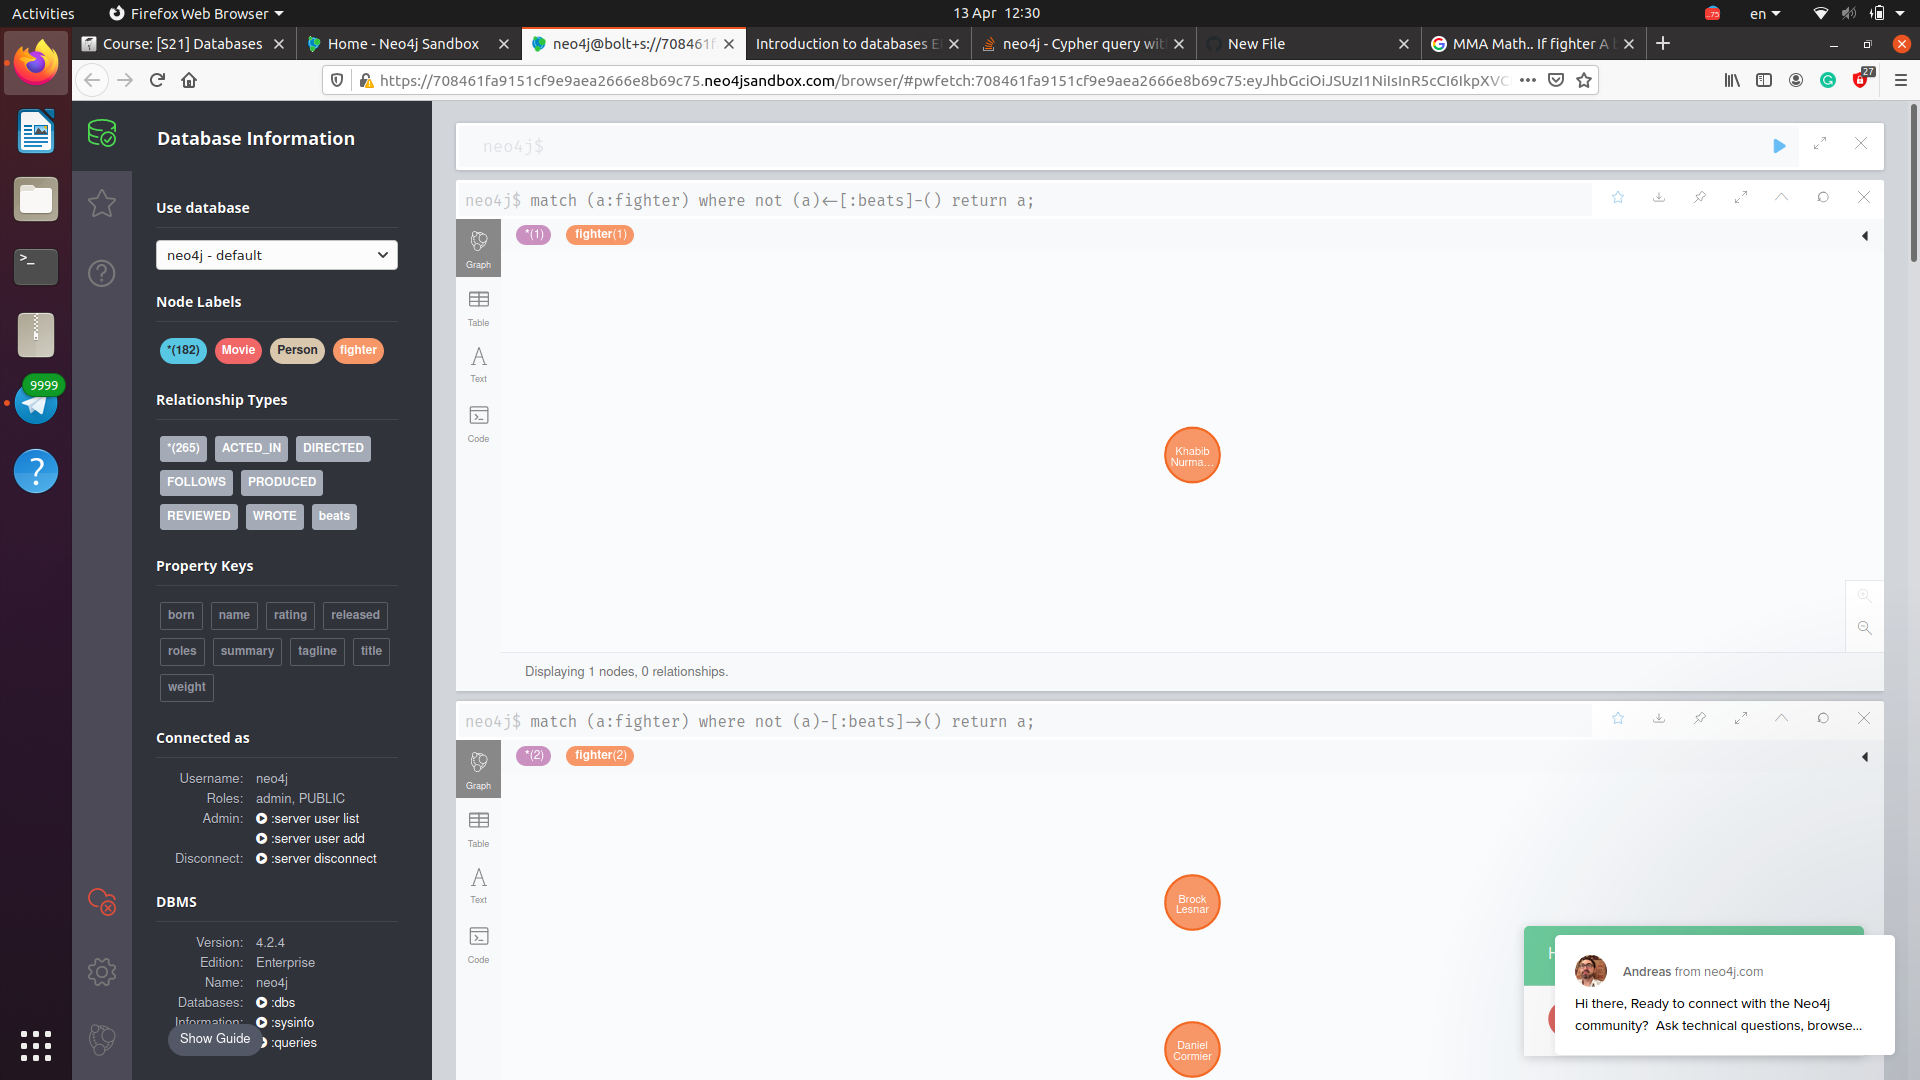 Activities
Firefox Web Browser
13 Apr 12:30
en
Course: [S21] Databases
Home - Neo4j Sandbox
neo4j@bolt+s://708461f
Introduction to databases
neo4j - Cypher query wit
New File
MMA Math.. If fighter A b
https://708461fa9151cf9e9aea2666e8b69c75.neo4jsandbox.com/browser/#pwfetch:708461fa9151cf9e9aea2666e8b69c75:eyJhbGciOiJSUzI1NiIsInR5cCI6IkpXVC
27
Database Information
Use database
neo4j - default
Node Labels
*(182) Movie Person fighter
Relationship Types
*(265) ACTED_IN DIRECTED
FOLLOWS PRODUCED
REVIEWED WROTE beats
Property Keys
born name rating released
roles summary tagline title
weight
Connected as
Username: neo4j
Roles: admin, PUBLIC
Admin: :server user list
:server user add
Disconnect: :server disconnect
DBMS
Version: 4.2.4
Edition: Enterprise
Name: neo4j
Databases: :dbs
Information: :sysinfo
Show Guide :queries
9999
neo4j$
neo4j$ match (a:fighter) where not (a)<-[:beats]-() return a;
*(1) fighter(1)
Graph
Table
Text
Code
Khabib
Nurma...
Displaying 1 nodes, 0 relationships.
neo4j$ match (a:fighter) where not (a)-[:beats]->() return a;
*(2) fighter(2)
Graph
Table
Text
Code
Brock
Lesnar
Daniel
Cormier
Andreas from neo4j.com
Hi there, Ready to connect with the Neo4j
community? Ask technical questions, browse...